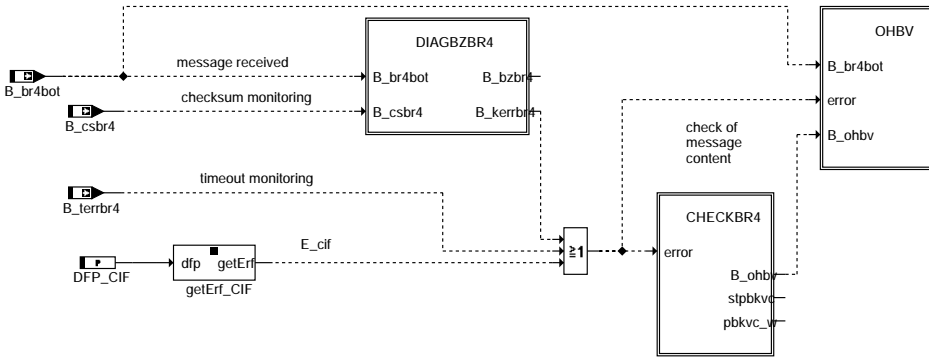 DIAGBZBR4
OHBV
message received
B_br4bot
B_br4bot
B_bzbr4
B_br4bot
B_csbr4
checksum monitoring
B_csbr4
B_kerrbr4
error
B_ohbv
check of
message
content
B_terrbr4
timeout monitoring
CHECKBR4
≥1
error
DFP_CIF
P
dfp
getErf
getErf_CIF
E_cif
B_ohbv
stpbkvc
pbkvc_w